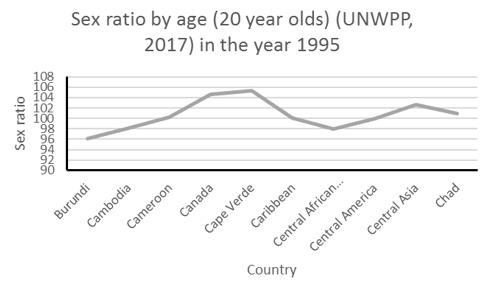 Sex ratio by age (20 year olds) (UNWPP,
2017) in the year 1995
108
106
104
102
100
98
96
94
92
90
Sex ratio
Burundi
Cambodia
Cameroon
Canada
Cape Verde
Caribbean
Central African...
Central America
Central Asia
Chad
Country